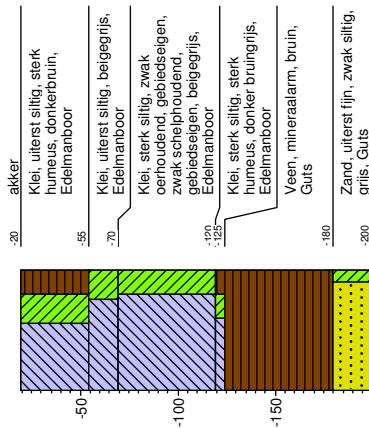 akker
-20
Klei, uiterst siltig, sterk
humeus, donkerbruin,
Edelmanboor
-55
Klei, uiterst siltig, beigegrijs,
Edelmanboor
-70
Klei, sterk siltig, zwak
oerhoudend, gebiedseigen,
zwak schelphoudend,
gebiedseigen, beigegrijs,
Edelmanboor
-120
Klei, sterk siltig, sterk
humeus, donker bruingrijs,
Edelmanboor
-125
Veen, mineraalarm, bruin,
Guts
-180
Zand, uiterst fijn, zwak siltig,
grijs, Guts
-200
-50
-100
-150